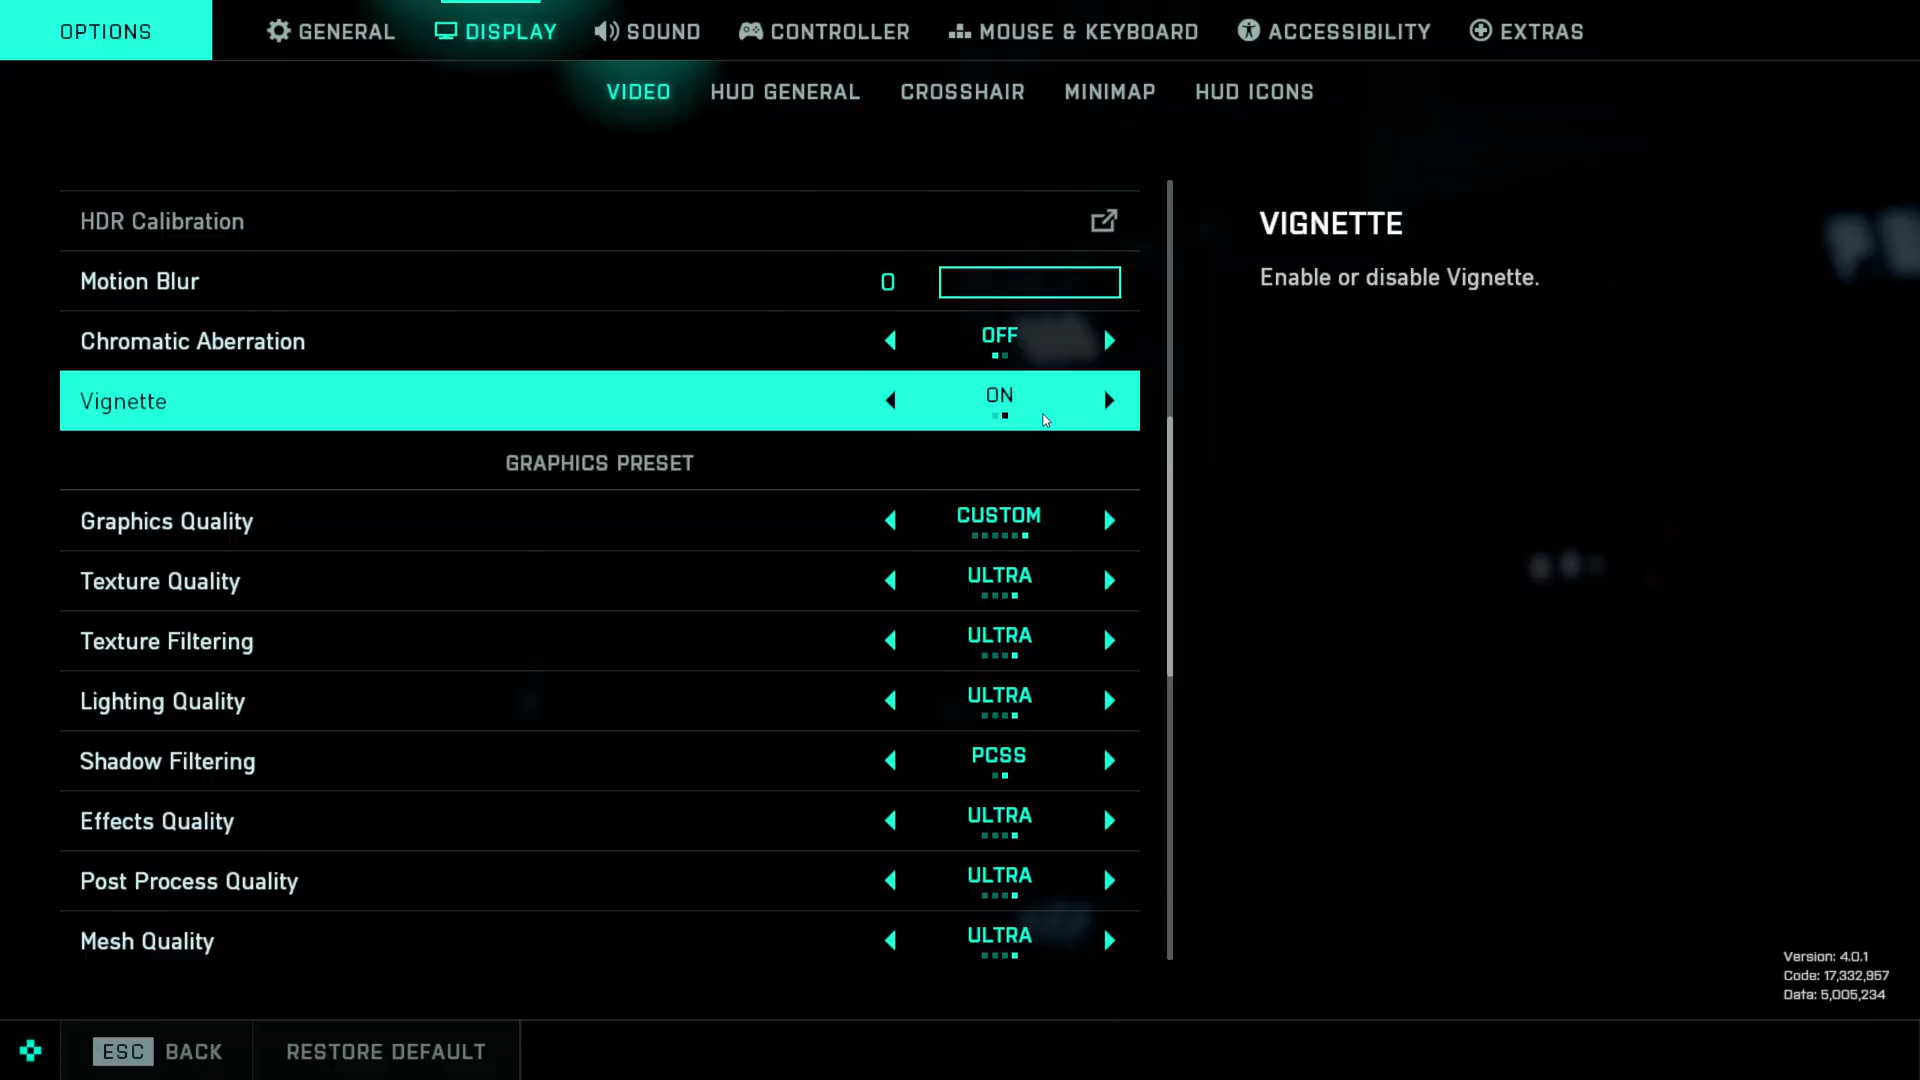 OPTIONS
GENERAL
DISPLAY
SOUND
CONTROLLER
MOUSE & KEYBOARD
ACCESSIBILITY
EXTRAS
VIDEO
HUD GENERAL
CROSSHAIR
MINIMAP
HUD ICONS
HDR Calibration
Motion Blur 0
Chromatic Aberration OFF
Vignette ON
GRAPHICS PRESET
Graphics Quality CUSTOM
Texture Quality ULTRA
Texture Filtering ULTRA
Lighting Quality ULTRA
Shadow Filtering PCSS
Effects Quality ULTRA
Post Process Quality ULTRA
Mesh Quality ULTRA
VIGNETTE
Enable or disable Vignette.
Version: 4.0.1
Code: 17,332,957
Data: 5,005,234
ESC BACK
RESTORE DEFAULT